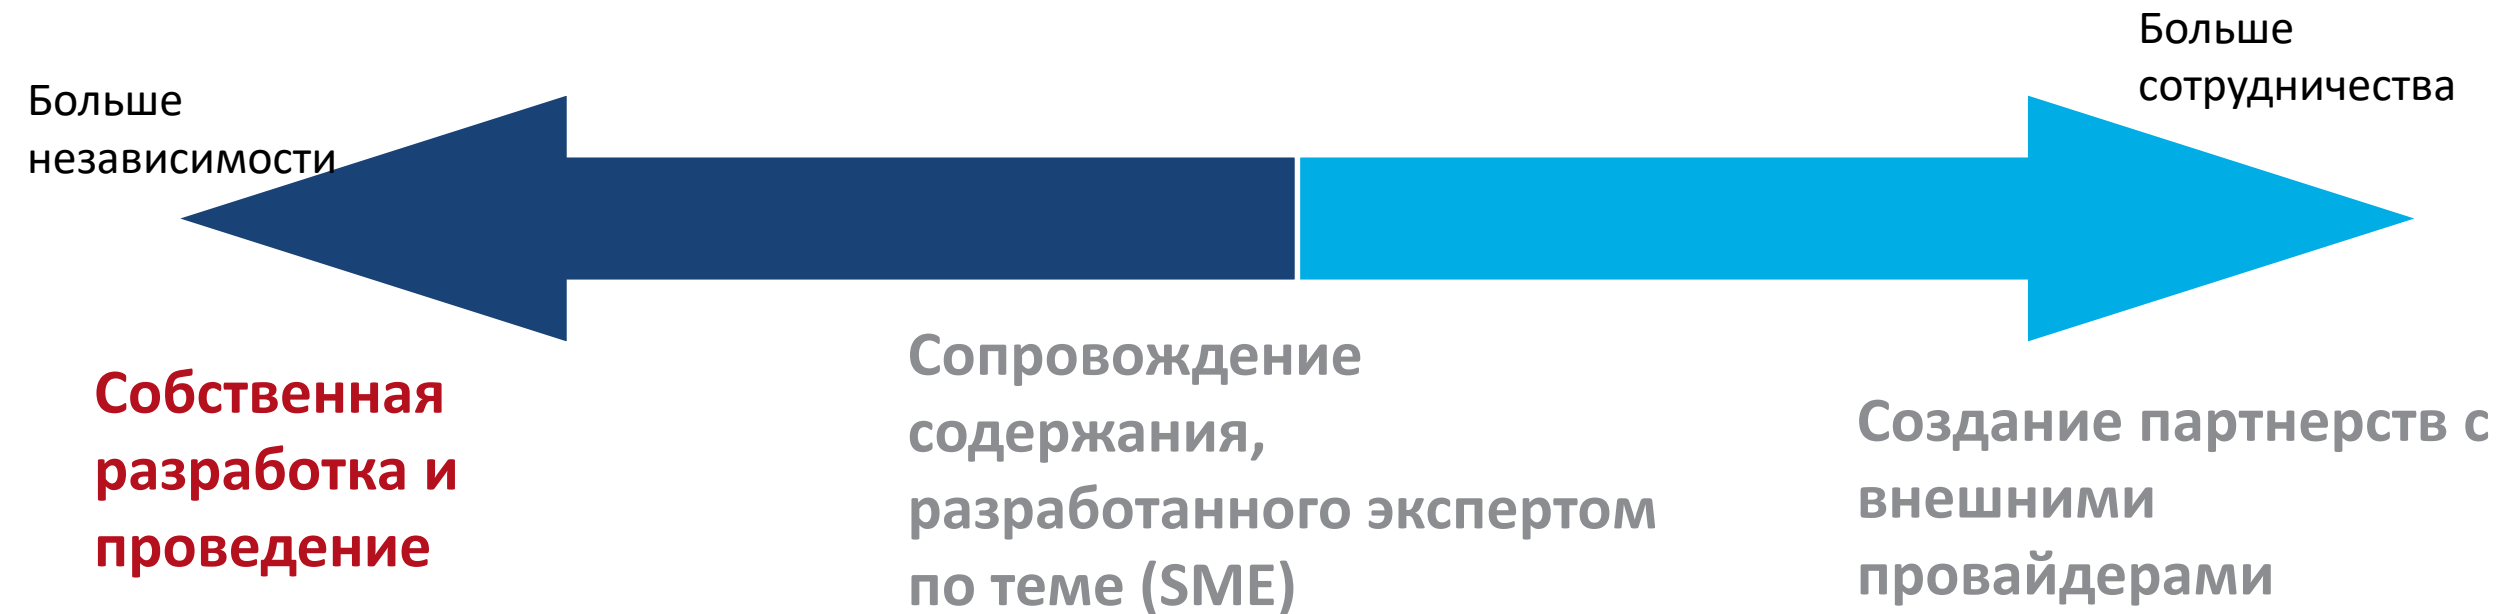 Больше
независимости
Больше
сотрудничества
Собственная
разработка и
проведение
Сопровождение
содержания,
разработанного экспертом
по теме (SME)
Создание партнерств с
внешними
провайдерами